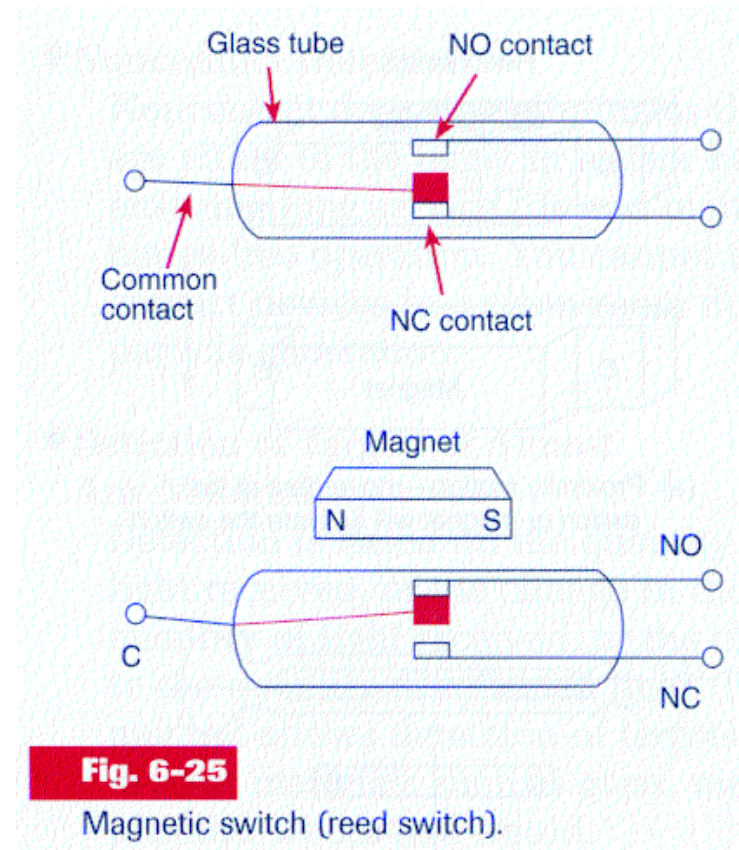 Glass tube
NO contact
Common
contact
NC contact
Magnet
N
S
NO
C
NC
Fig. 6-25
Magnetic switch (reed switch).